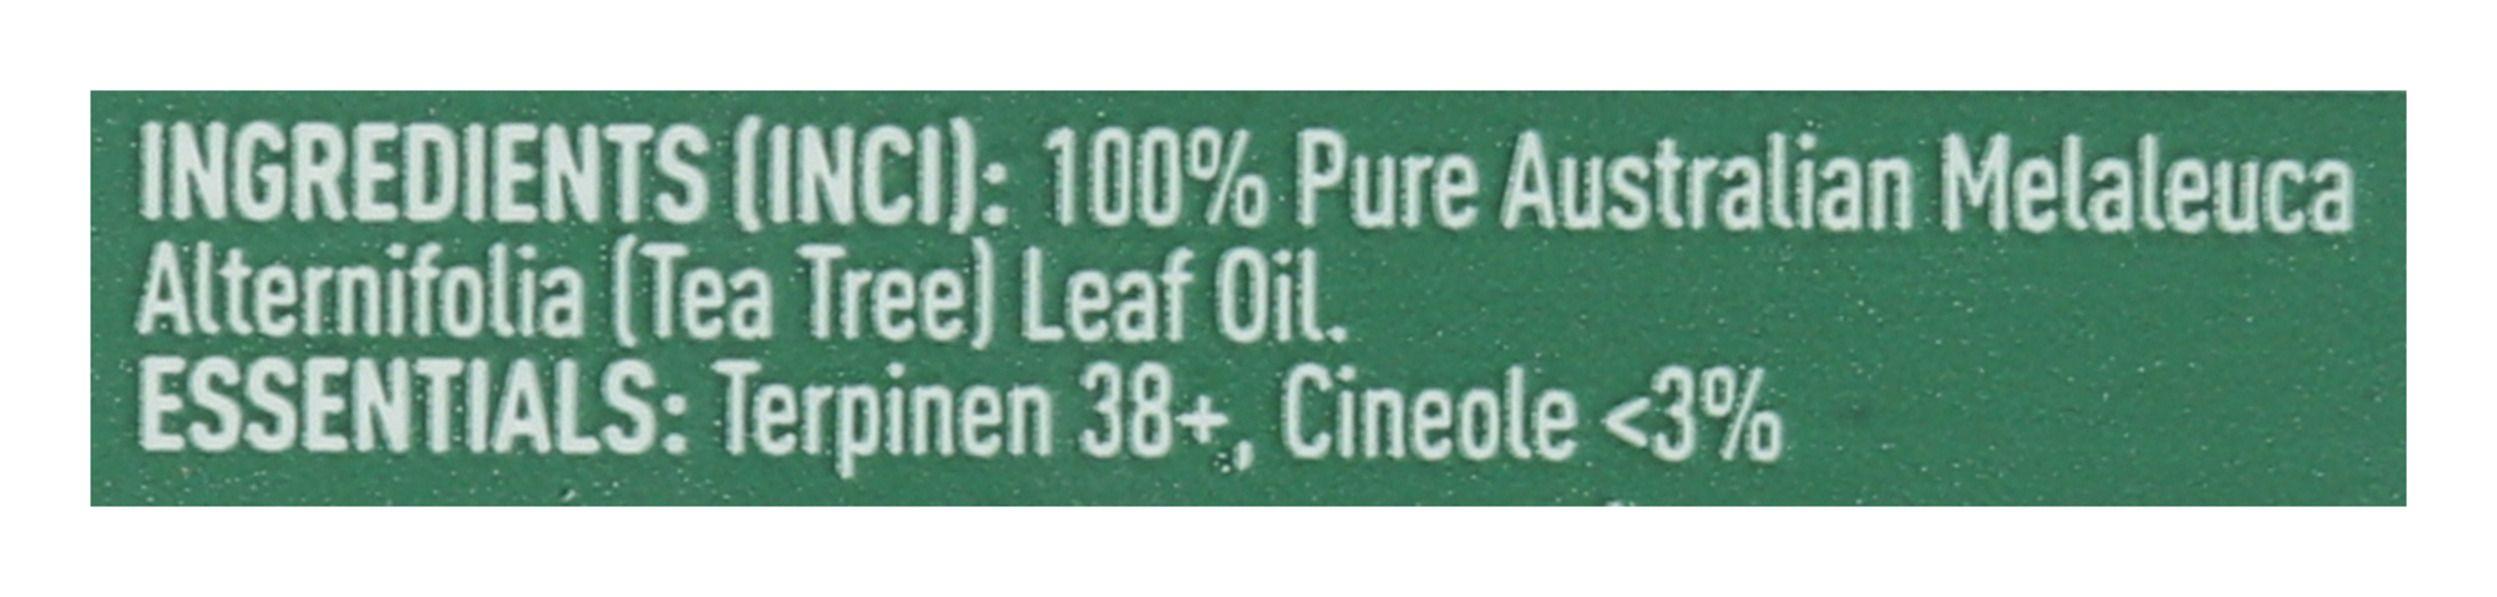 INGREDIENTS (INCI): 100% Pure Australian Melaleuca
Alternifolia (Tea Tree) Leaf Oil.
ESSENTIALS: Terpinen 38+, Cineole <3%